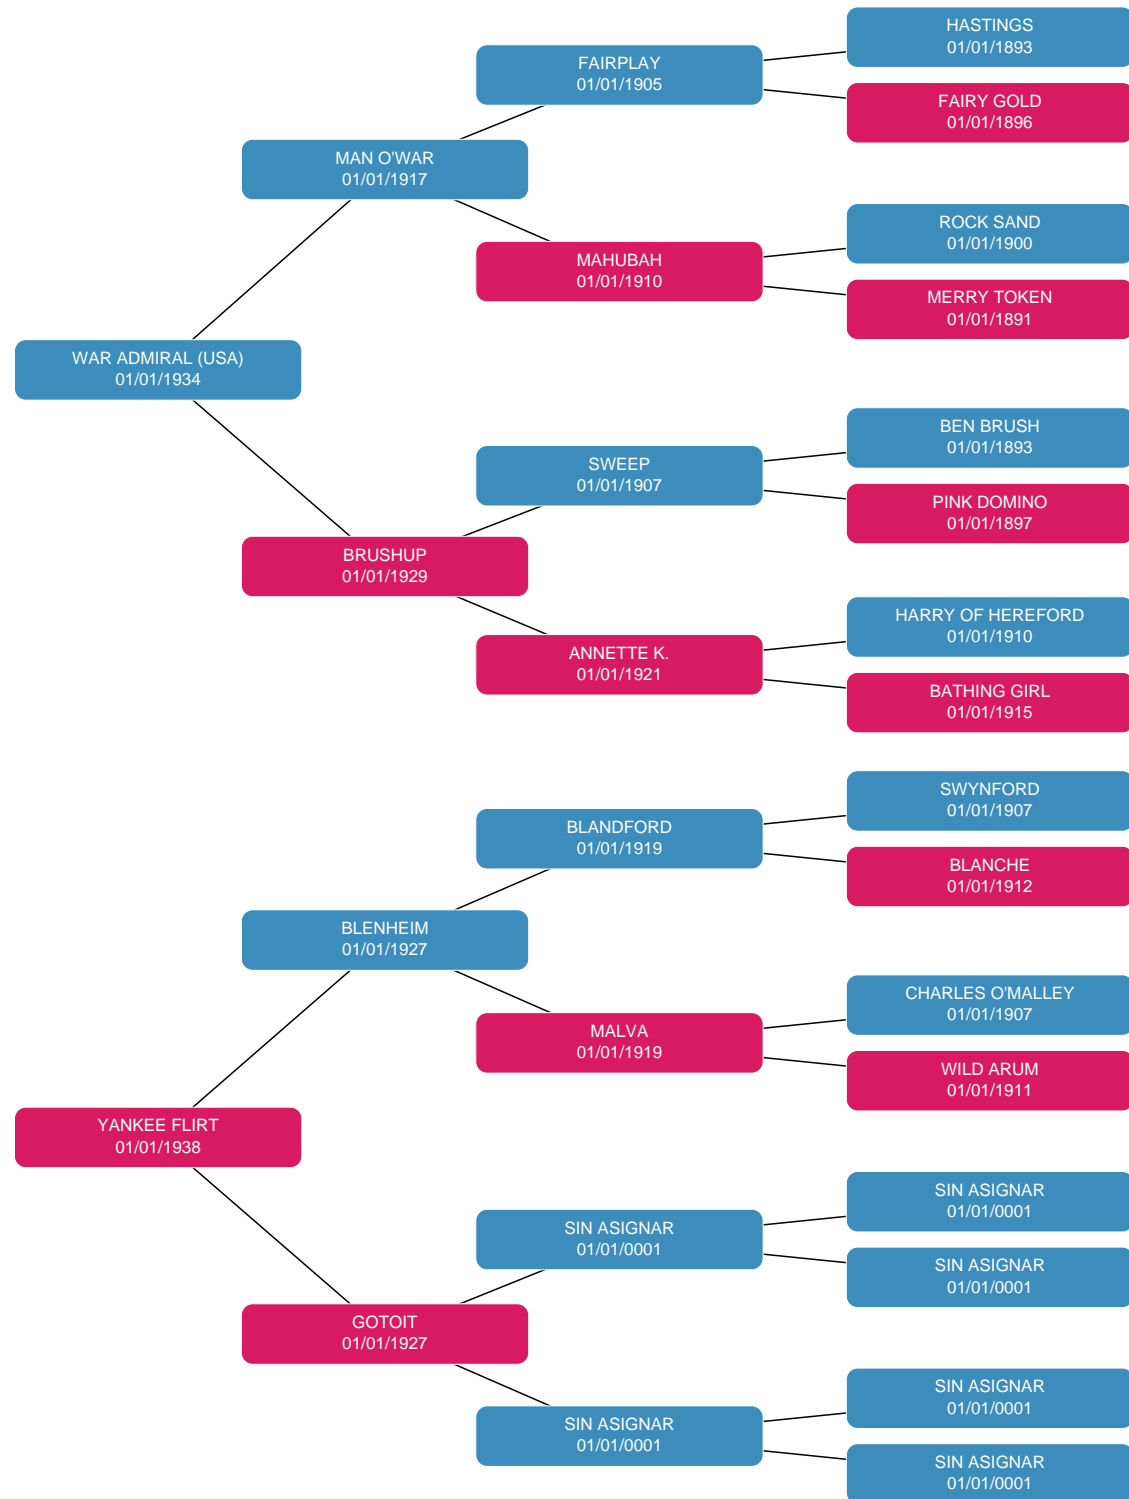 HASTINGS
01/01/1893
FAIRPLAY
01/01/1905
FAIRY GOLD
01/01/1896
MAN O'WAR
01/01/1917
ROCK SAND
01/01/1900
MAHUBAH
01/01/1910
MERRY TOKEN
01/01/1891
WAR ADMIRAL (USA)
01/01/1934
BEN BRUSH
01/01/1893
SWEEP
01/01/1907
PINK DOMINO
01/01/1897
BRUSHUP
01/01/1929
HARRY OF HEREFORD
01/01/1910
ANNETTE K.
01/01/1921
BATHING GIRL
01/01/1915
SWYNFORD
01/01/1907
BLANDFORD
01/01/1919
BLANCHE
01/01/1912
BLENHEIM
01/01/1927
CHARLES O'MALLEY
01/01/1907
MALVA
01/01/1919
WILD ARUM
01/01/1911
YANKEE FLIRT
01/01/1938
SIN ASIGNAR
01/01/0001
SIN ASIGNAR
01/01/0001
SIN ASIGNAR
01/01/0001
GOTOIT
01/01/1927
SIN ASIGNAR
01/01/0001
SIN ASIGNAR
01/01/0001
SIN ASIGNAR
01/01/0001